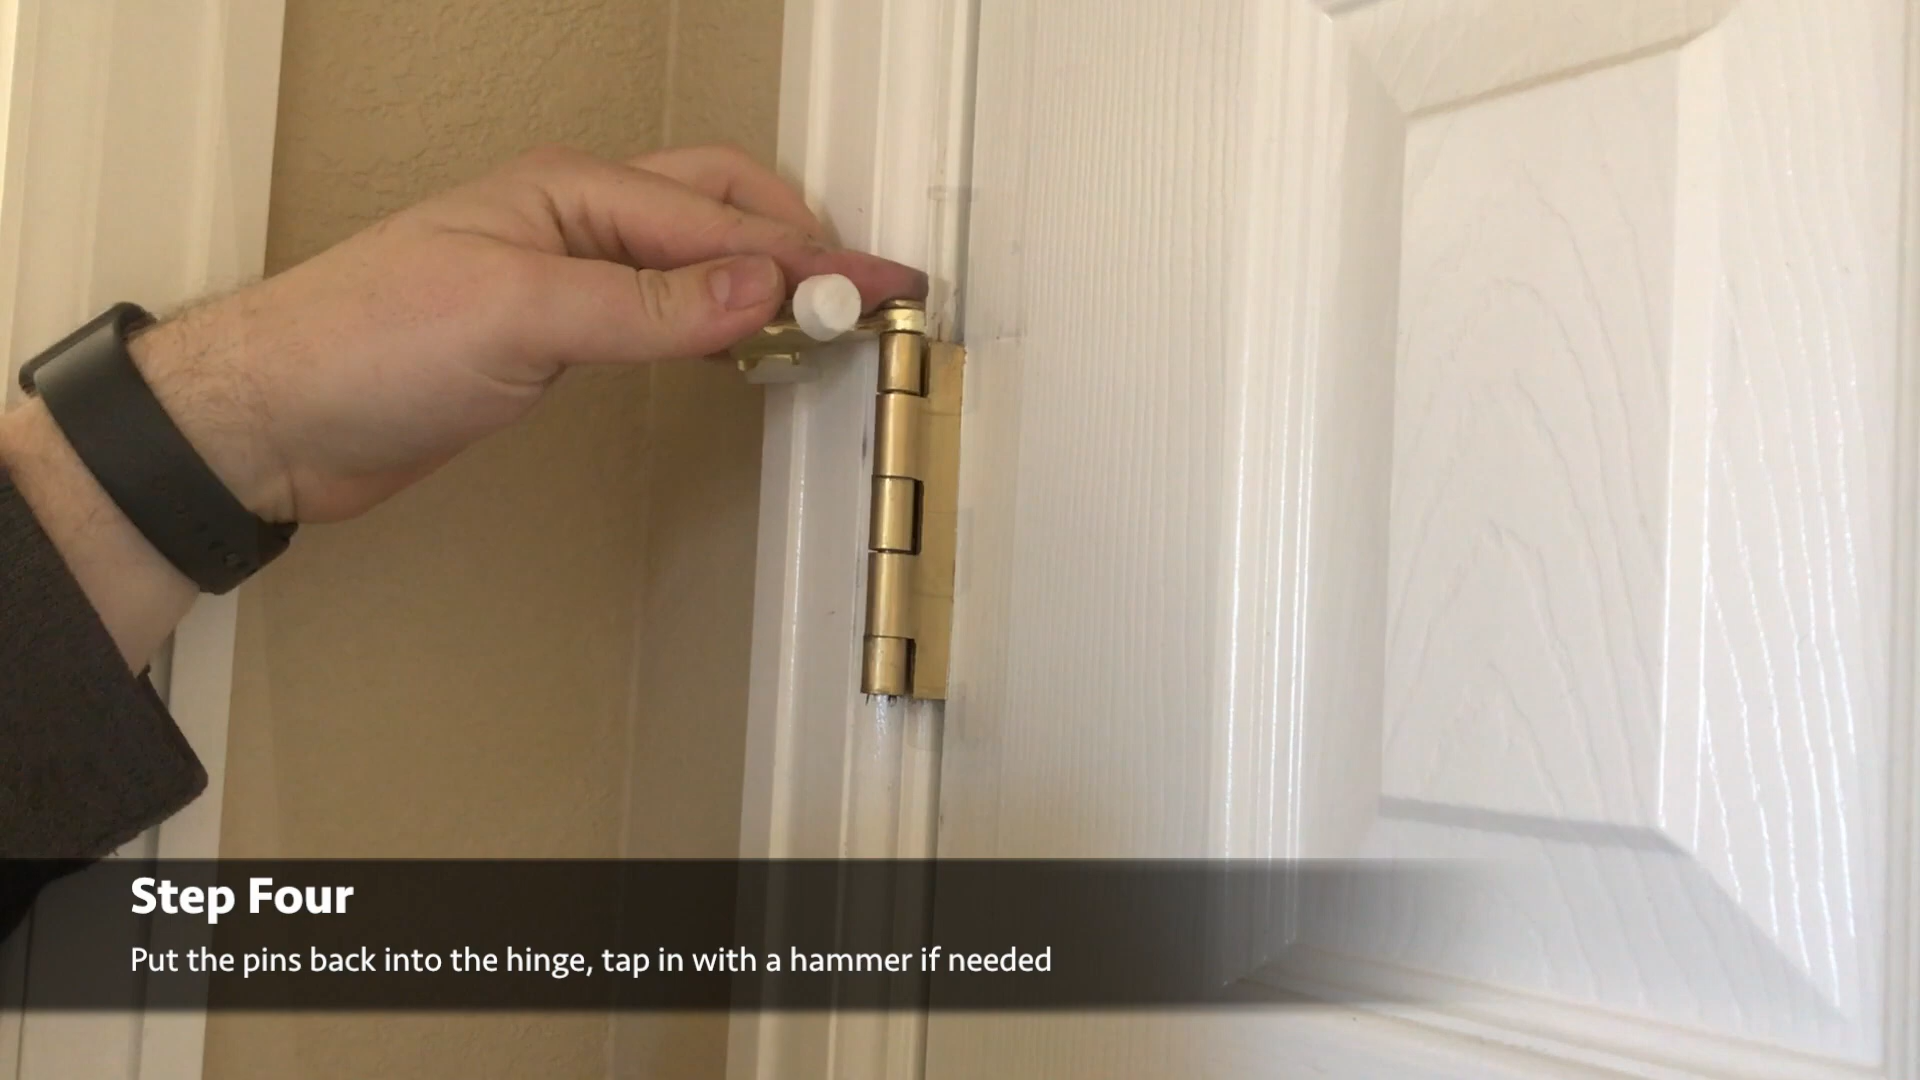 Step Four
Put the pins back into the hinge, tap in with a hammer if needed